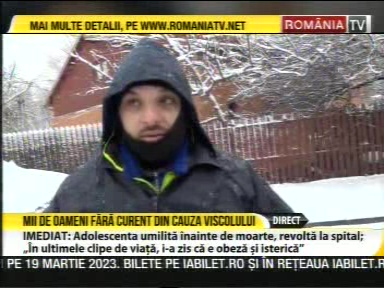 MAI MULTE DETALII, PE WWW.ROMANIATV.NET
ROMÂNIA TV
MII DE OAMENI FĂRĂ CURENT DIN CAUZA VISCOLULUI
DIRECT
IMEDIAT: Adolescenta umilită înainte de moarte, revoltă la spital;
„În ultimele clipe de viață, i-a zis că e obeză și isterică”
PE 19 MARTIE 2023. BILETE PE IABILET.RO ȘI ÎN REȚEAUA IABILET.